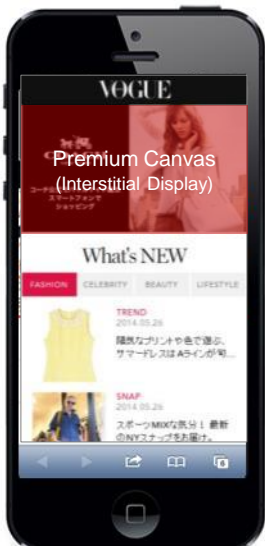 VOGUE
Premium Canvas
(Interstitial Display)
スマートフォンで
ショッピング
What's NEW
FASHION CELEBRITY BEAUTY LIFESTYLE
TREND
2014.05.26
陽気なプリントや色で遊ぶ、
サマードレスは Aラインが旬...
SNAP
2014.05.26
スポーツMIXな気分！ 最新
のNYスナップをお届け。
6